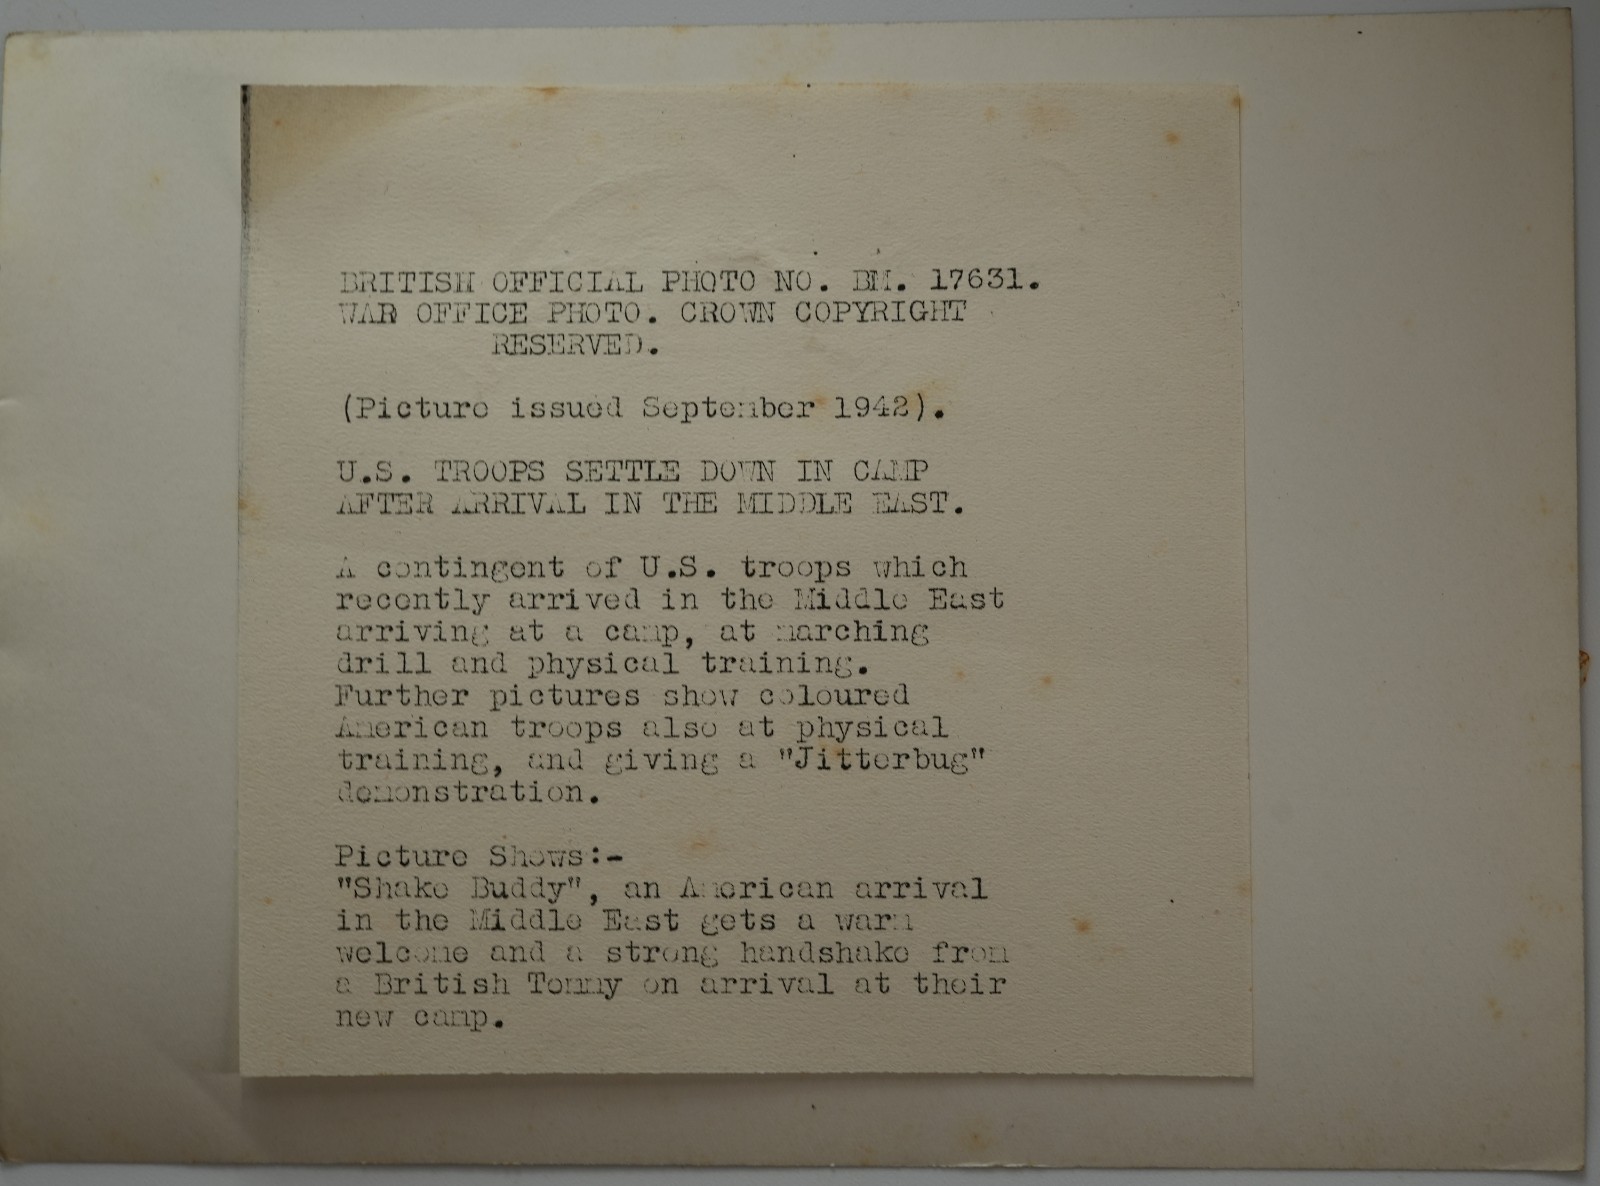 BRITISH OFFICIAL PHOTO NO. BM. 17631.
WAR OFFICE PHOTO. CROWN COPYRIGHT
RESERVED.
(Picture issued September 1942).
U.S. TROOPS SETTLE DOWN IN CAMP
AFTER ARRIVAL IN THE MIDDLE EAST.
A contingent of U.S. troops which
recently arrived in the Middle East
arriving at a camp, at marching
drill and physical training.
Further pictures show coloured
American troops also at physical
training, and giving a "Jitterbug"
demonstration.
Picture Shows:-
"Shake Buddy", an American arrival
in the Middle East gets a warm
welcome and a strong handshake from
a British Tommy on arrival at their
new camp.